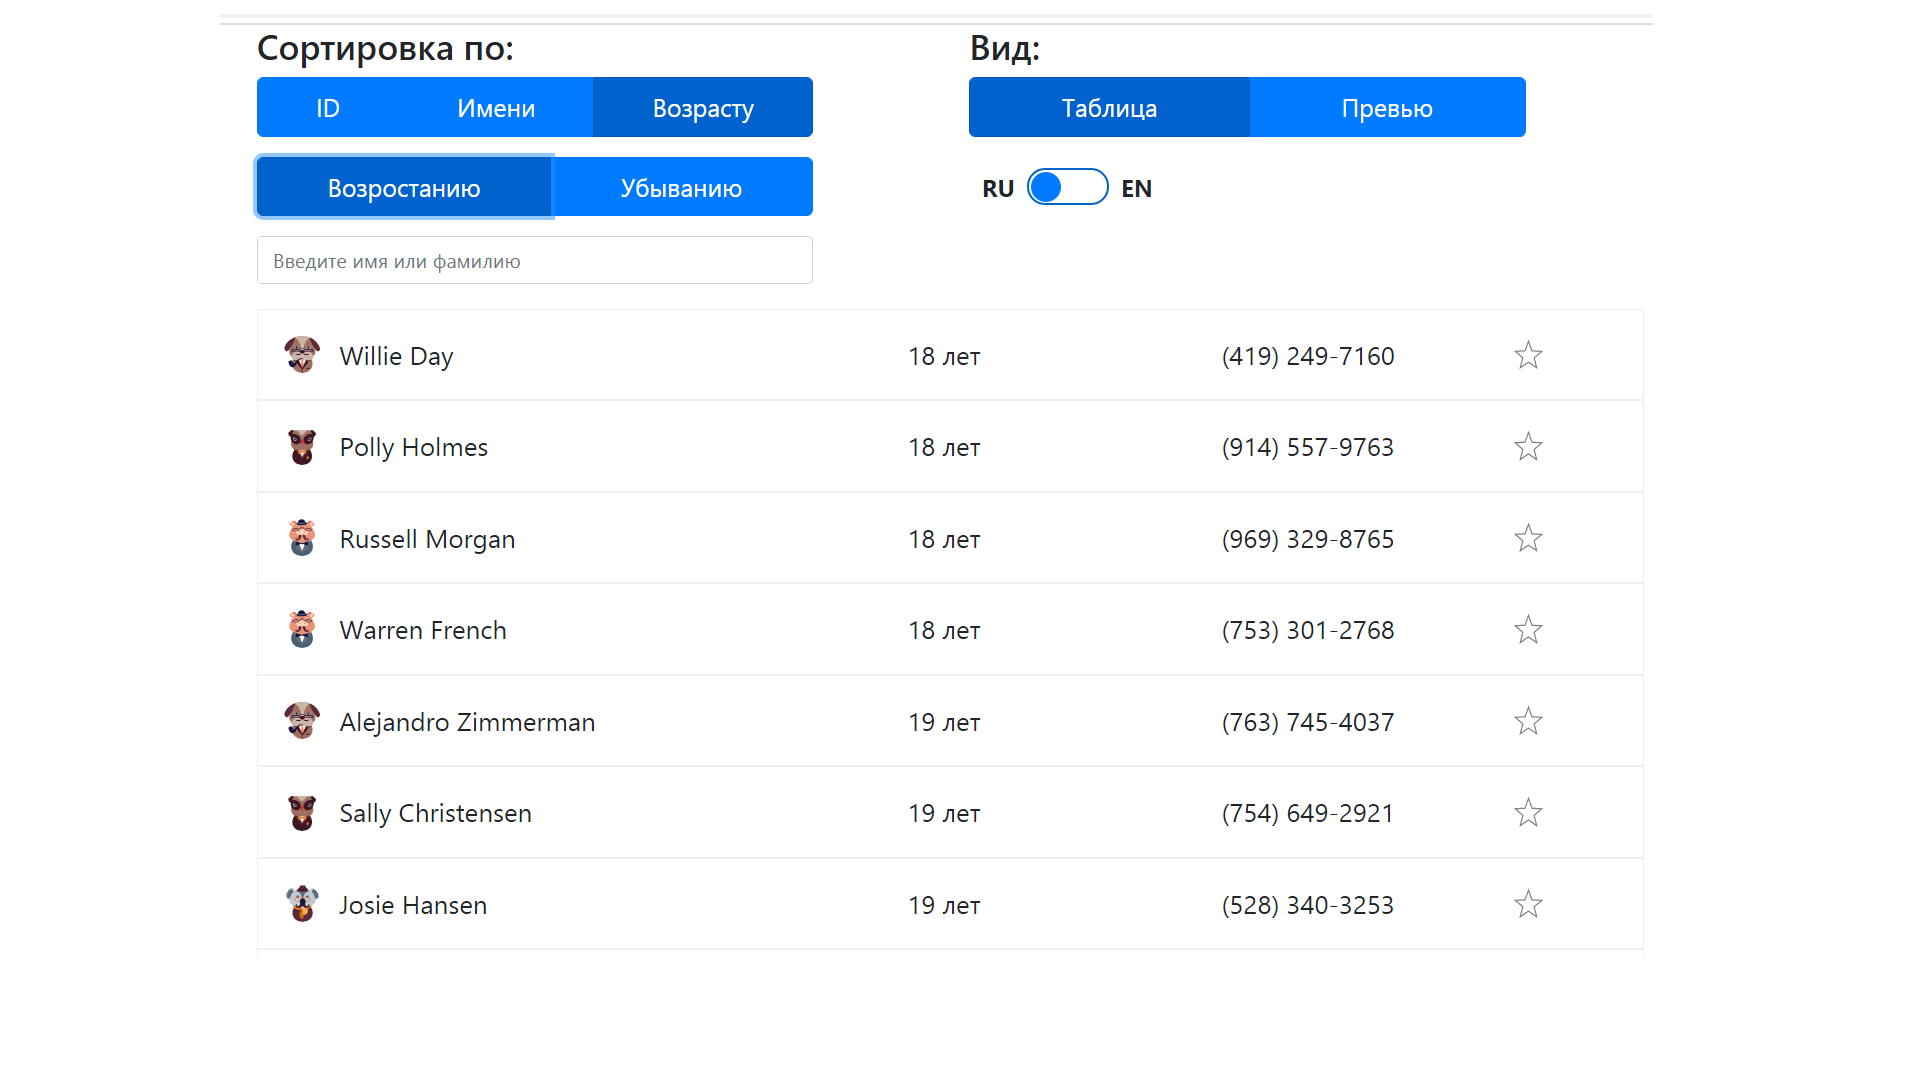 Сортировка по:
Вид:
ID Имени Возрасту
Таблица Превью
Возростанию Убыванию
RU EN
Введите имя или фамилию
Willie Day 18 лет (419) 249-7160
Polly Holmes 18 лет (914) 557-9763
Russell Morgan 18 лет (969) 329-8765
Warren French 18 лет (753) 301-2768
Alejandro Zimmerman 19 лет (763) 745-4037
Sally Christensen 19 лет (754) 649-2921
Josie Hansen 19 лет (528) 340-3253